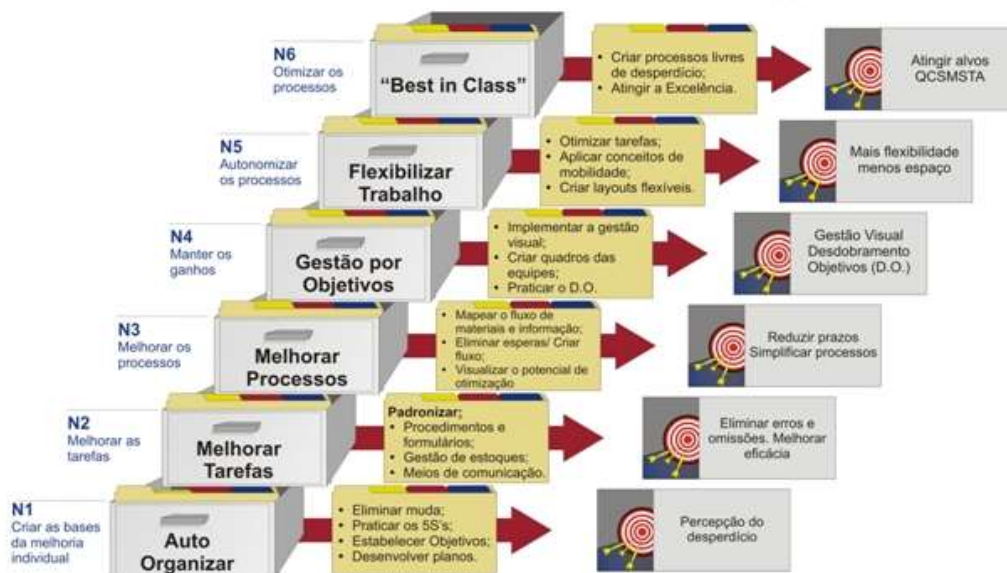 N6
Otimizar os
processos
“Best in Class”
• Criar processos livres
de desperdício;
• Atingir a Excelência.
Atingir alvos
QCSMSTA
N5
Autonomizar
os processos
Flexibilizar
Trabalho
• Otimizar tarefas;
• Aplicar conceitos de
mobilidade;
• Criar layouts flexíveis.
Mais flexibilidade
menos espaço
N4
Manter os
ganhos
Gestão por
Objetivos
• Implementar a gestão
visual;
• Criar quadros das
equipes;
• Praticar o D.O.
Gestão Visual
Desdobramento
Objetivos (D.O.)
N3
Melhorar os
processos
Melhorar
Processos
• Mapear o fluxo de
materiais e informação;
• Eliminar esperas/ Criar
fluxo;
• Visualizar o potencial de
otimização
Reduzir prazos
Simplificar processos
N2
Melhorar as
tarefas
Melhorar
Tarefas
Padronizar;
• Procedimentos e
formulários;
• Gestão de estoques;
• Meios de comunicação.
Eliminar erros e
omissões. Melhorar
eficácia
N1
Criar as bases
da melhoria
individual
Auto
Organizar
• Eliminar muda;
• Praticar os 5S's;
• Estabelecer Objetivos;
• Desenvolver planos.
Percepção do
desperdício